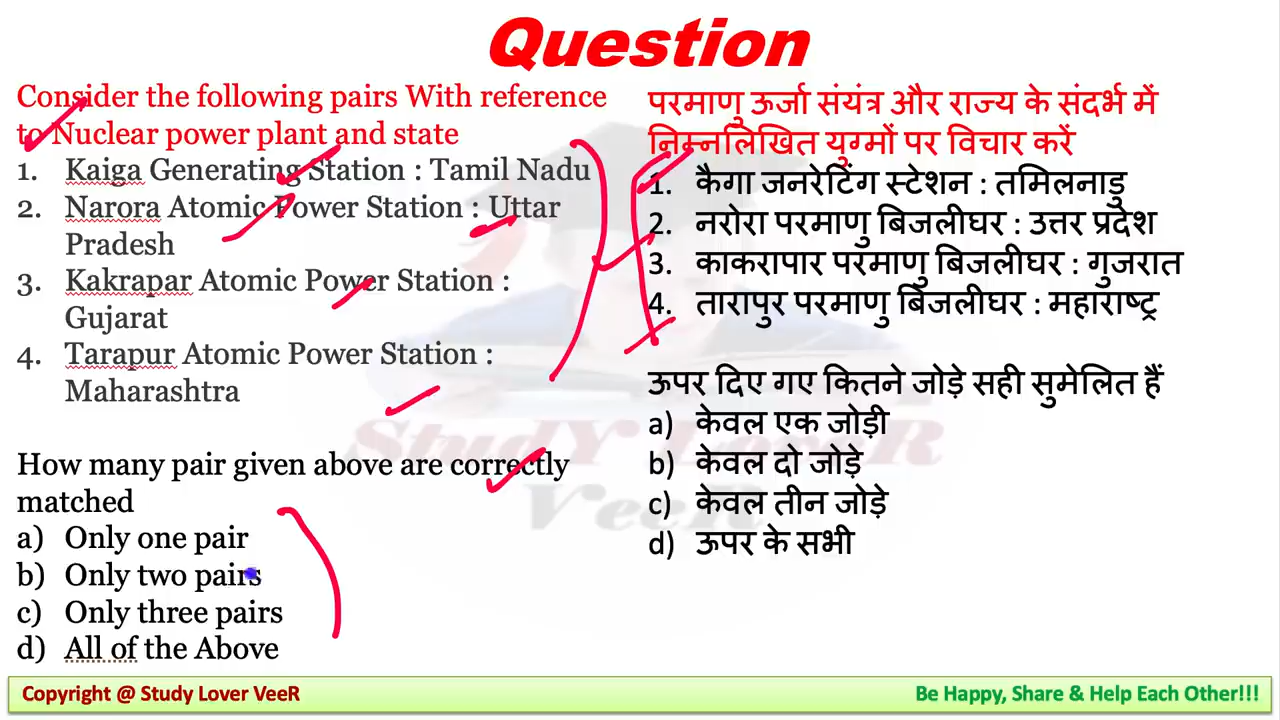 Question
Consider the following pairs With reference
to Nuclear power plant and state
1. Kaiga Generating Station : Tamil Nadu
2. Narora Atomic Power Station : Uttar
Pradesh
3. Kakrapar Atomic Power Station :
Gujarat
4. Tarapur Atomic Power Station :
Maharashtra
How many pair given above are correctly
matched
a) Only one pair
b) Only two pairs
c) Only three pairs
d) All of the Above
परमाणु ऊर्जा संयंत्र और राज्य के संदर्भ में
निम्नलिखित युग्मों पर विचार करें
1. कैगा जनरेटिंग स्टेशन : तमिलनाडु
2. नरोरा परमाणु बिजलीघर : उत्तर प्रदेश
3. काकरापार परमाणु बिजलीघर : गुजरात
4. तारापुर परमाणु बिजलीघर : महाराष्ट्र
ऊपर दिए गए कितने जोड़े सही सुमेलित हैं
a) केवल एक जोड़ी
b) केवल दो जोड़े
c) केवल तीन जोड़े
d) ऊपर के सभी
StudY LoveR
VeeR
Copyright @ Study Lover VeeR
Be Happy, Share & Help Each Other!!!